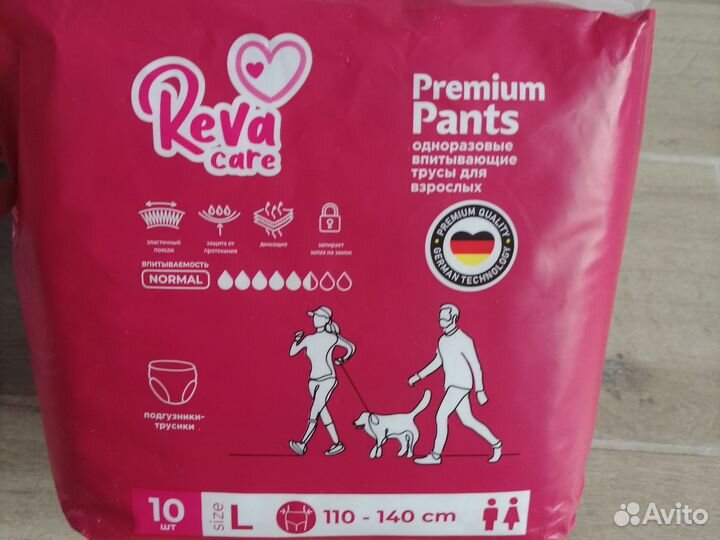 Reva
care
Premium
Pants
одноразовые
впитывающие
трусы для
взрослых
PREMIUM QUALITY
GERMAN TECHNOLOGY
эластичный
поясок
защита от
протекания
дышащие
запирает
запах на замок
ВПИТЫВАЕМОСТЬ
NORMAL
подгузники-
трусики
10
шт
size
L
110 - 140 cm
Avito